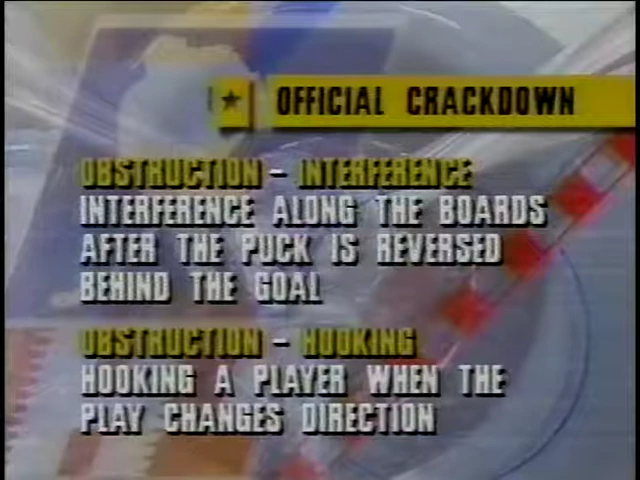 OFFICIAL CRACKDOWN
OBSTRUCTION - INTERFERENCE
INTERFERENCE ALONG THE BOARDS
AFTER THE PUCK IS REVERSED
BEHIND THE GOAL
OBSTRUCTION - HOOKING
HOOKING A PLAYER WHEN THE
PLAY CHANGES DIRECTION